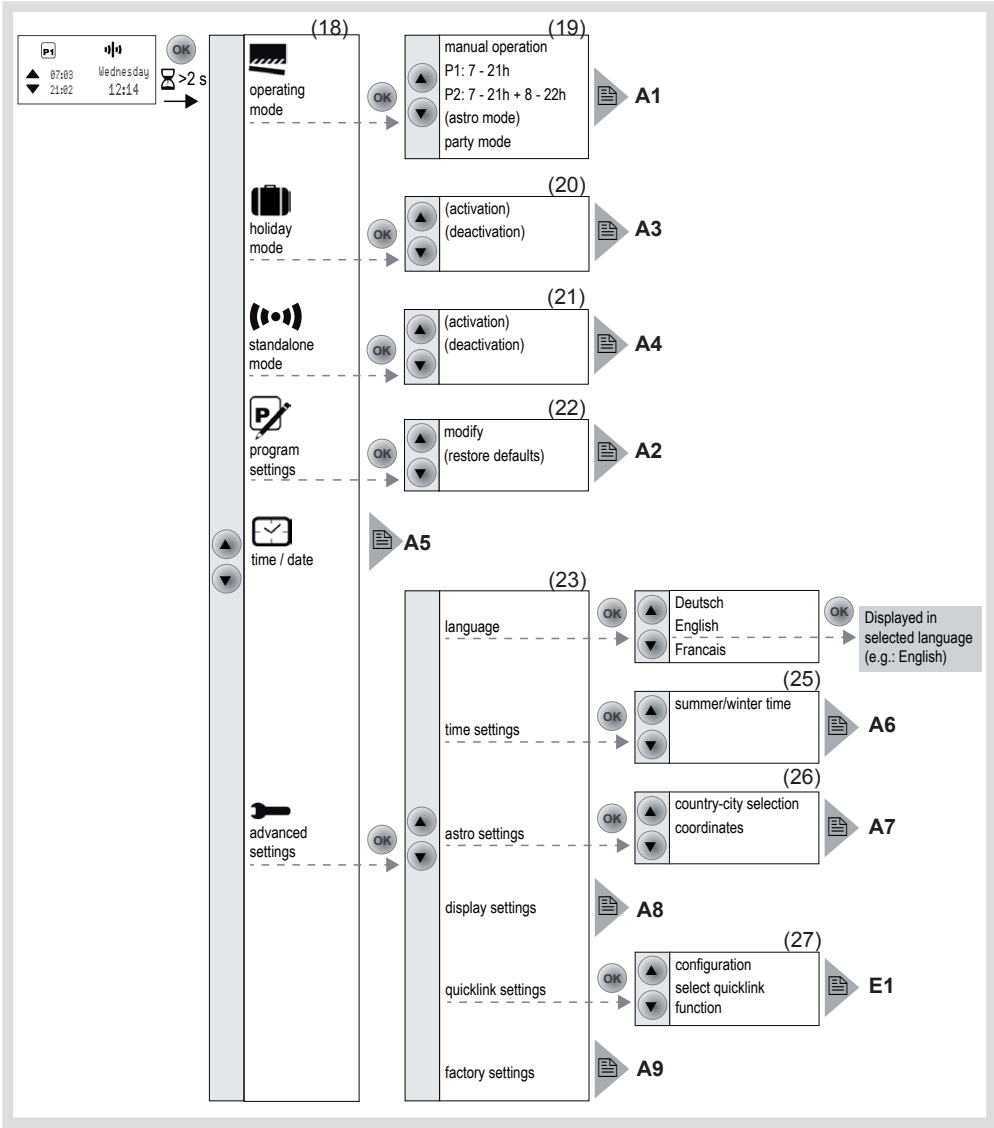 (18)
(19)
P1
07:03
21:02
Wednesday
12:14
OK
>2 s
operating
mode
OK
manual operation
P1: 7 - 21h
P2: 7 - 21h + 8 - 22h
(astro mode)
party mode
A1
(20)
holiday
mode
OK
(activation)
(deactivation)
A3
(21)
standalone
mode
OK
(activation)
(deactivation)
A4
(22)
P
program
settings
OK
modify
(restore defaults)
A2
time / date
A5
(23)
advanced
settings
OK
language
OK
Deutsch
English
Francais
OK
Displayed in
selected language
(e.g.: English)
(25)
time settings
OK
summer/winter time
A6
(26)
astro settings
OK
country-city selection
coordinates
A7
display settings
A8
(27)
quicklink settings
OK
configuration
select quicklink
function
E1
factory settings
A9